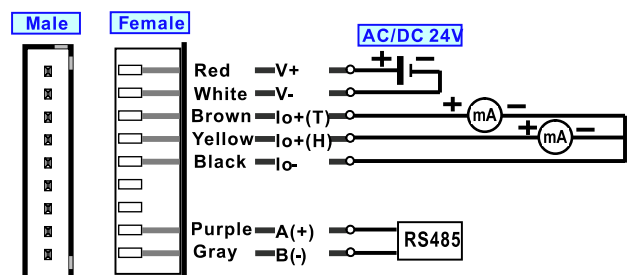 Male Female AC/DC 24V
Red V+ + −
White V-
Brown Io+(T) + mA −
Yellow Io+(H) + mA −
Black Io-
Purple A(+) RS485
Gray B(-)